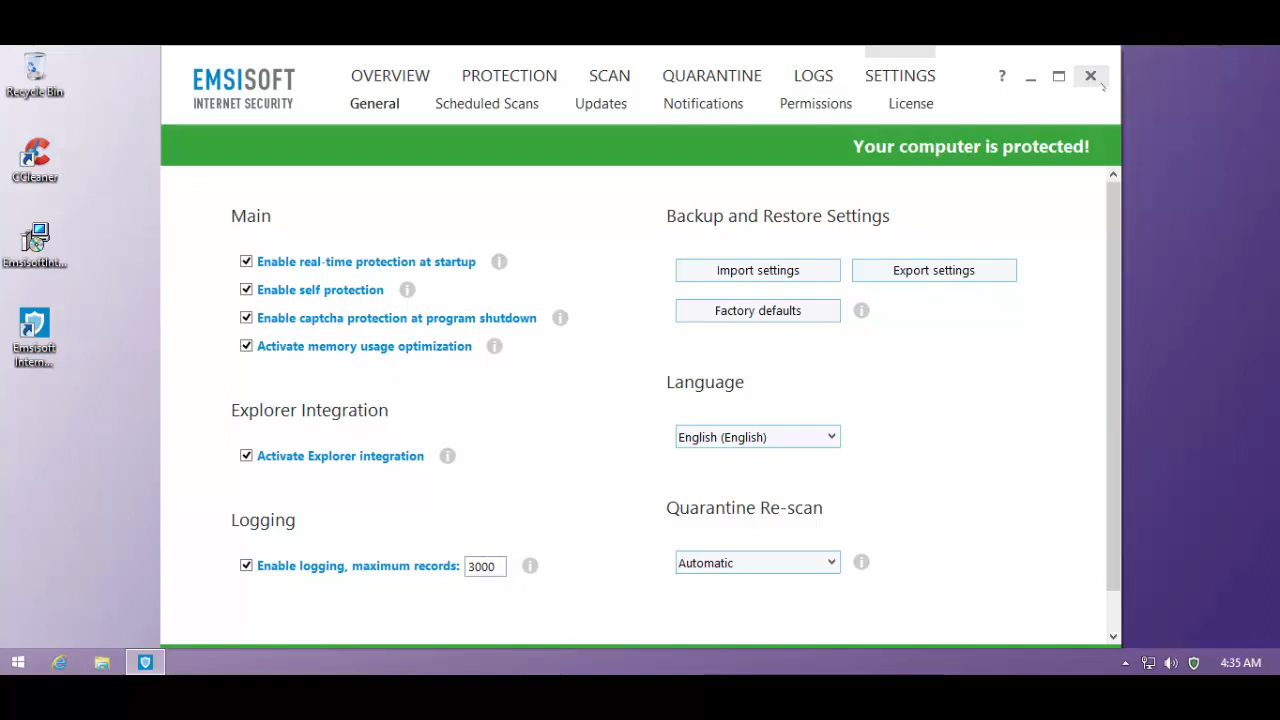 Recycle Bin
CCleaner
EmsisoftInt...
Emsisoft
Intern...
EMSISOFT
INTERNET SECURITY
OVERVIEW PROTECTION SCAN QUARANTINE LOGS SETTINGS ?
General Scheduled Scans Updates Notifications Permissions License
Your computer is protected!
Main
Enable real-time protection at startup
Enable self protection
Enable captcha protection at program shutdown
Activate memory usage optimization
Explorer Integration
Activate Explorer integration
Logging
Enable logging, maximum records: 3000
Backup and Restore Settings
Import settings Export settings
Factory defaults
Language
English (English)
Quarantine Re-scan
Automatic
4:35 AM